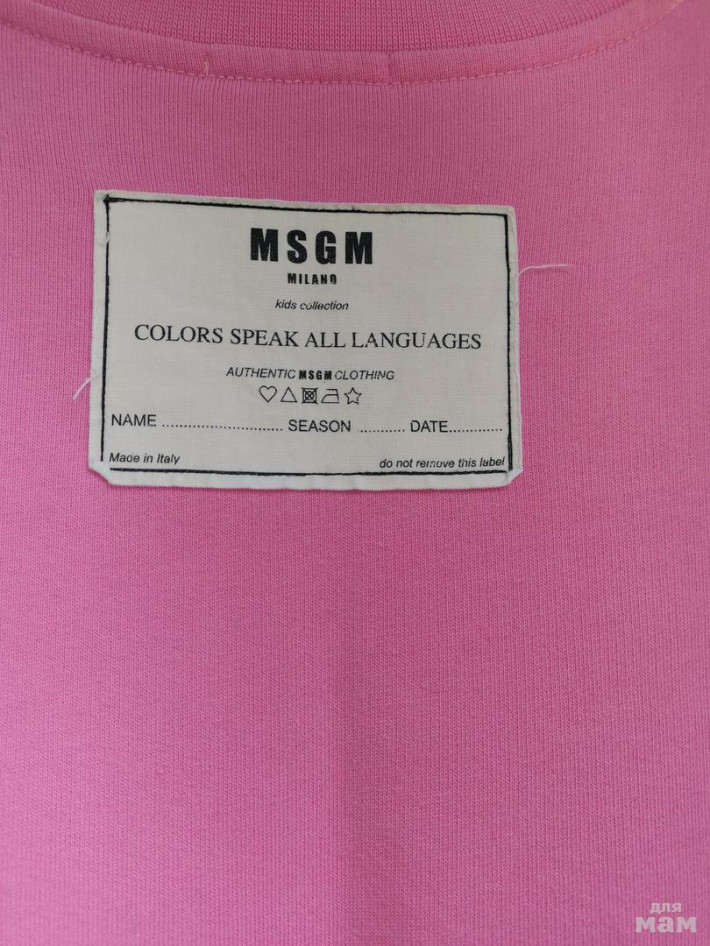 MSGM
MILANO
kids collection
COLORS SPEAK ALL LANGUAGES
AUTHENTIC MSGM CLOTHING
NAME ............................ SEASON ........... DATE............
Made in Italy
do not remove this label
для
мам